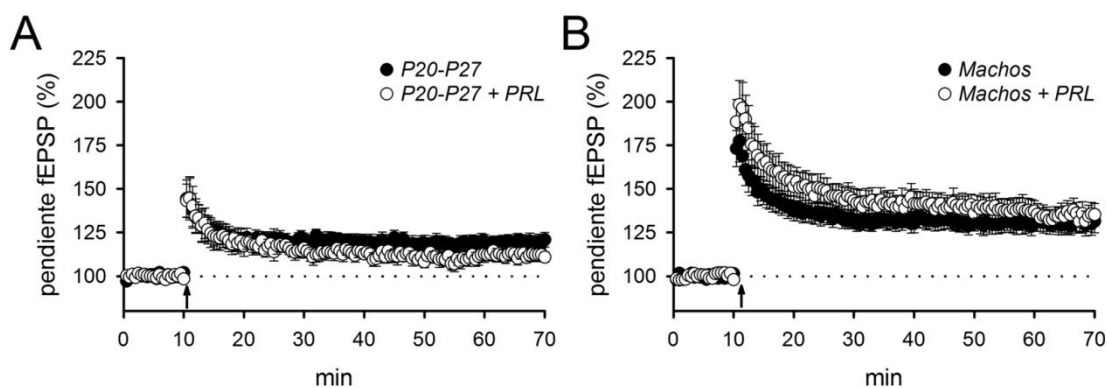 A
pendiente fEPSP (%)
225
200
175
150
125
100
P20-P27
P20-P27 + PRL
0 10 20 30 40 50 60 70
min
B
pendiente fEPSP (%)
225
200
175
150
125
100
Machos
Machos + PRL
0 10 20 30 40 50 60 70
min